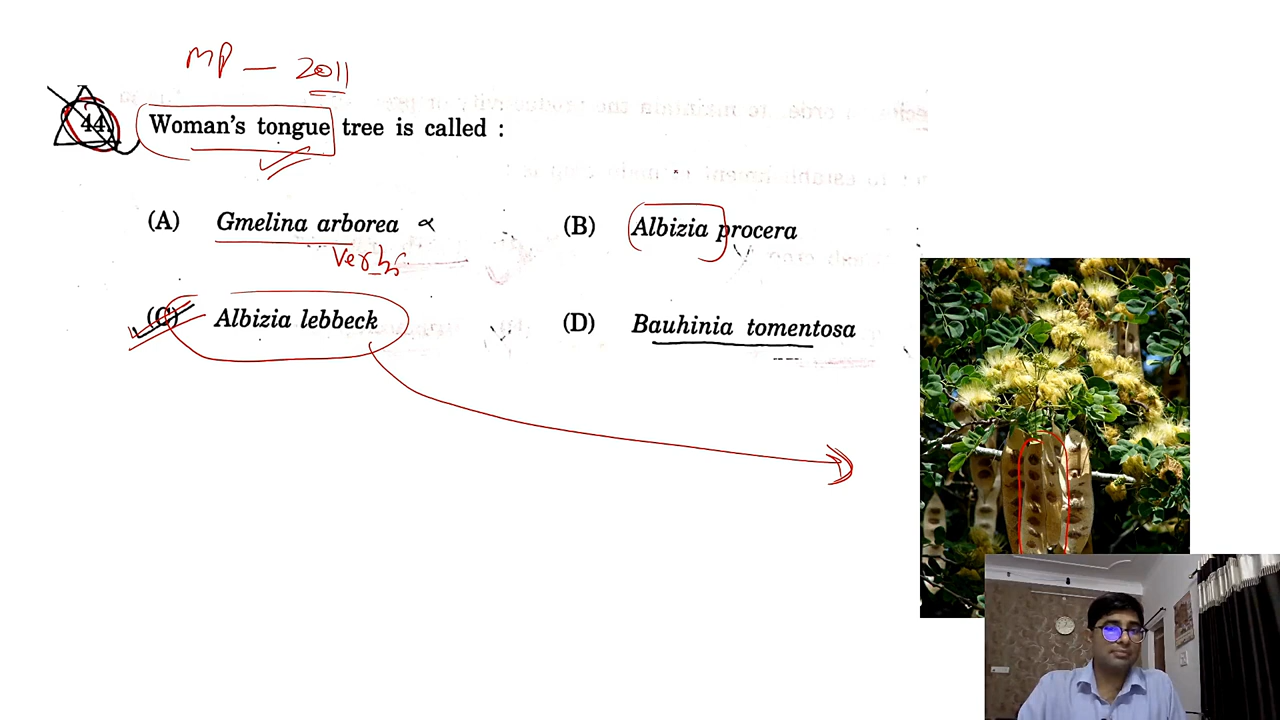 MP - 2011
44. Woman's tongue tree is called :
(A) Gmelina arborea
(B) Albizia procera
Verb
(C) Albizia lebbeck
(D) Bauhinia tomentosa